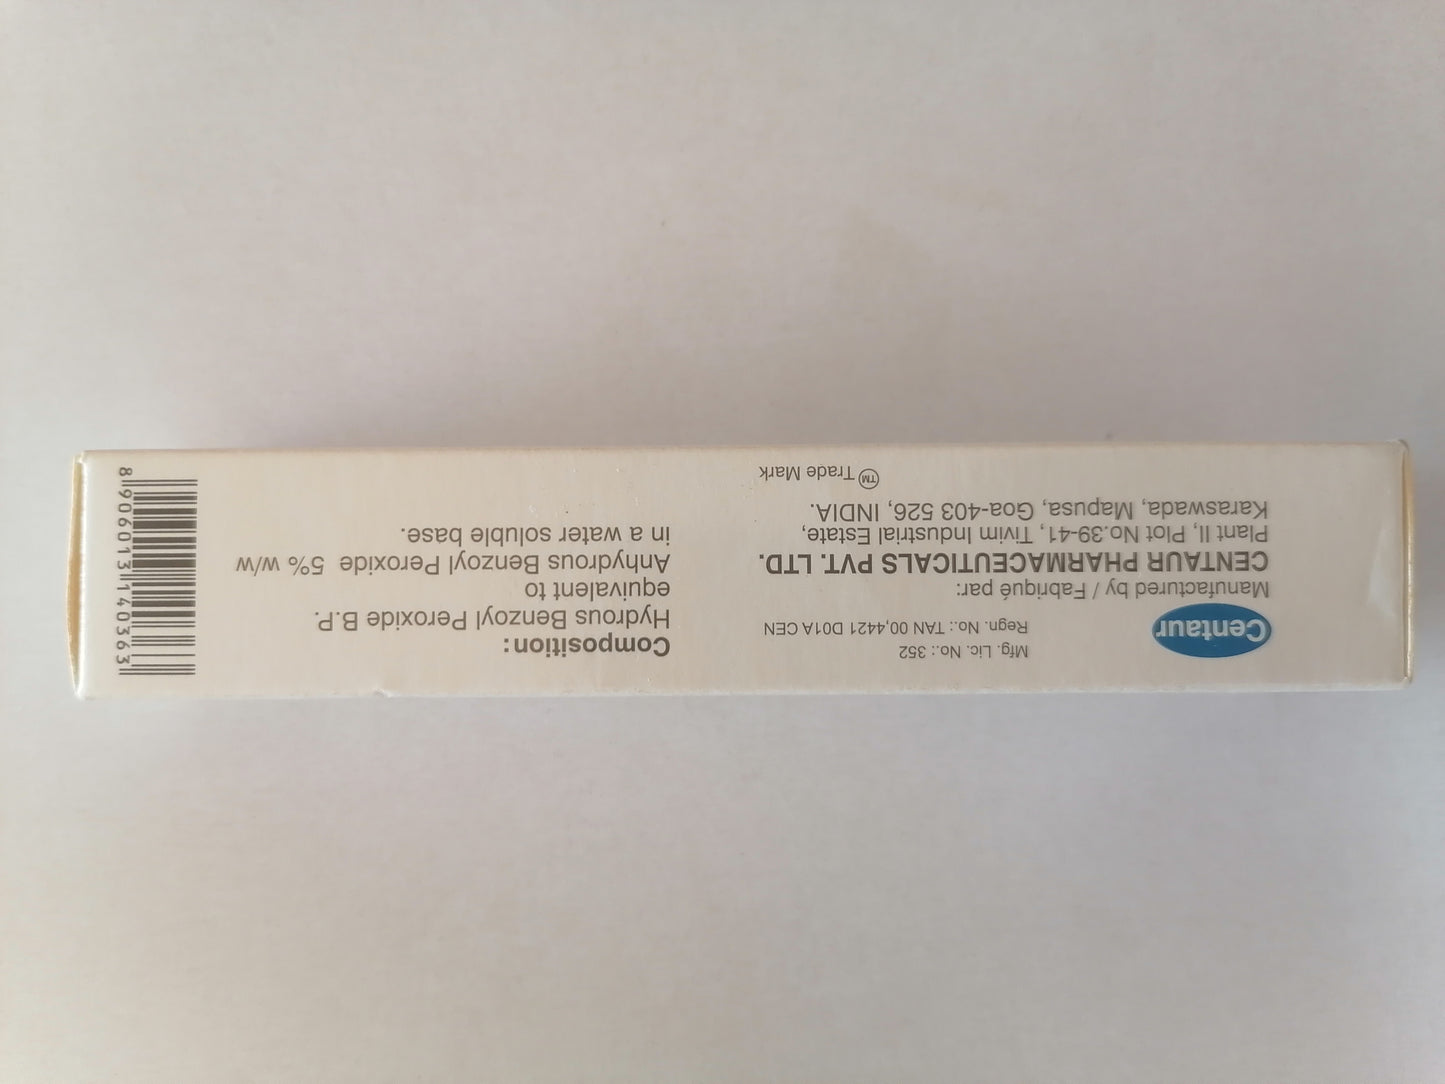 Centaur
Mfg. Lic. No.: 352
Regn. No.: TAN 00,4421 D01A CEN
Manufactured by / Fabriqué par:
CENTAUR PHARMACEUTICALS PVT. LTD.
Plant II, Plot No.39-41, Tivim Industrial Estate,
Karaswada, Mapusa, Goa-403 526, INDIA.
TM Trade Mark
Composition:
Hydrous Benzoyl Peroxide B.P.
equivalent to
Anhydrous Benzoyl Peroxide 5% w/w
in a water soluble base.
8 906013 140363